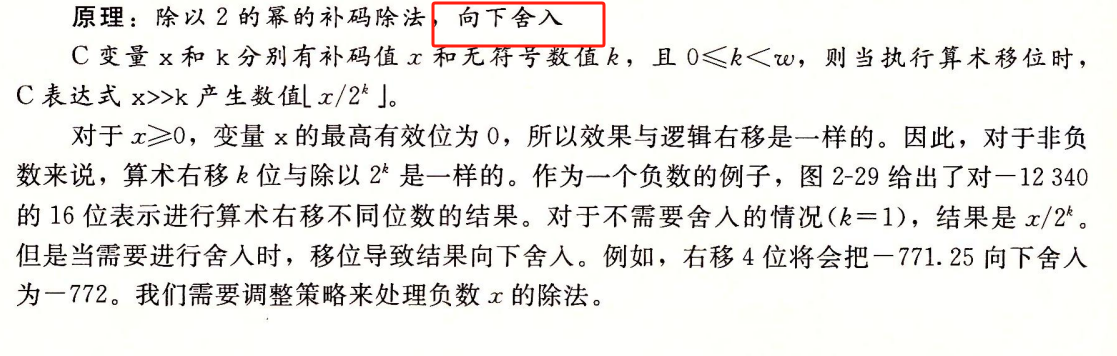 原理：除以 2 的幂的补码除法，向下舍入
C 变量 x 和 k 分别有补码值 x 和无符号数值 k，且 0≤k<w，则当执行算术移位时，
C 表达式 x>>k 产生数值⌊x/2ᵏ⌋。
对于 x≥0，变量 x 的最高有效位为 0，所以效果与逻辑右移是一样的。因此，对于非负
数来说，算术右移 k 位与除以 2ᵏ 是一样的。作为一个负数的例子，图 2-29 给出了对－12 340
的 16 位表示进行算术右移不同位数的结果。对于不需要舍入的情况(k=1)，结果是 x/2ᵏ。
但是当需要进行舍入时，移位导致结果向下舍入。例如，右移 4 位将会把－771.25 向下舍入
为－772。我们需要调整策略来处理负数 x 的除法。